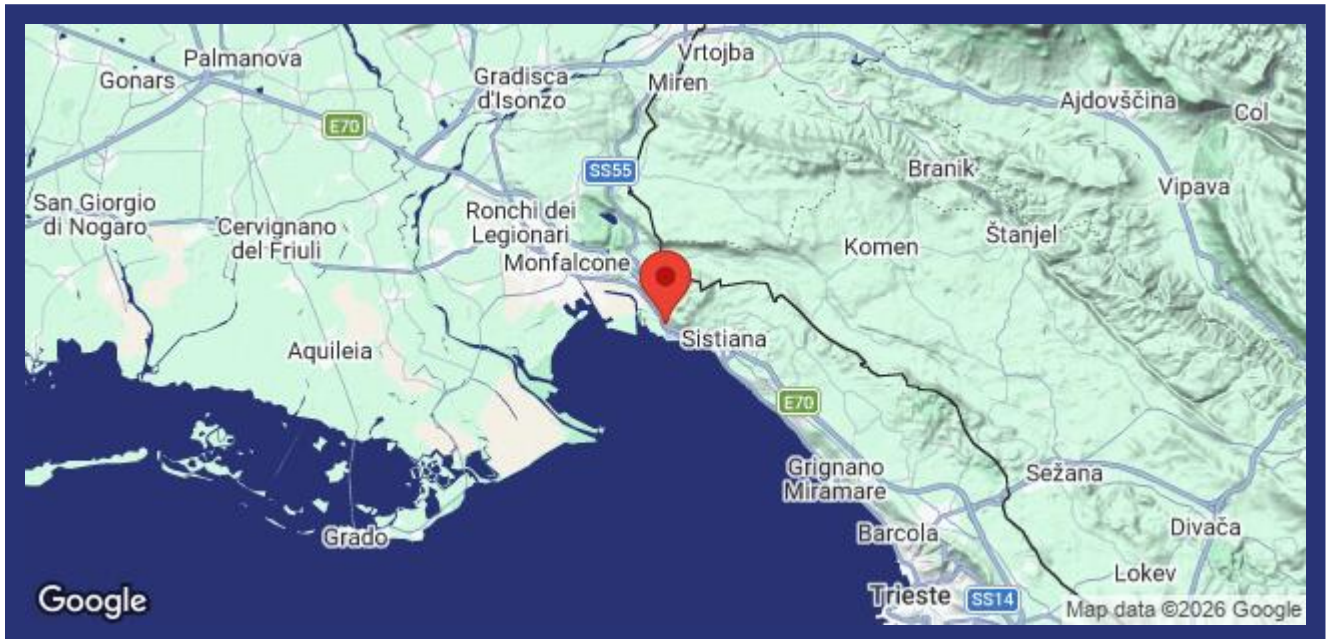 Palmanova
Gonars
Gradisca
d'Isonzo
Vrtojba
Miren
Ajdovščina
Col
E70
SS55
Branik
Vipava
San Giorgio
di Nogaro
Cervignano
del Friuli
Ronchi dei
Legionari
Monfalcone
Komen
Štanjel
Aquileia
Sistiana
E70
Grignano
Miramare
Sežana
Grado
Barcola
Divača
Lokev
Trieste
SS14
Google
Map data ©2026 Google